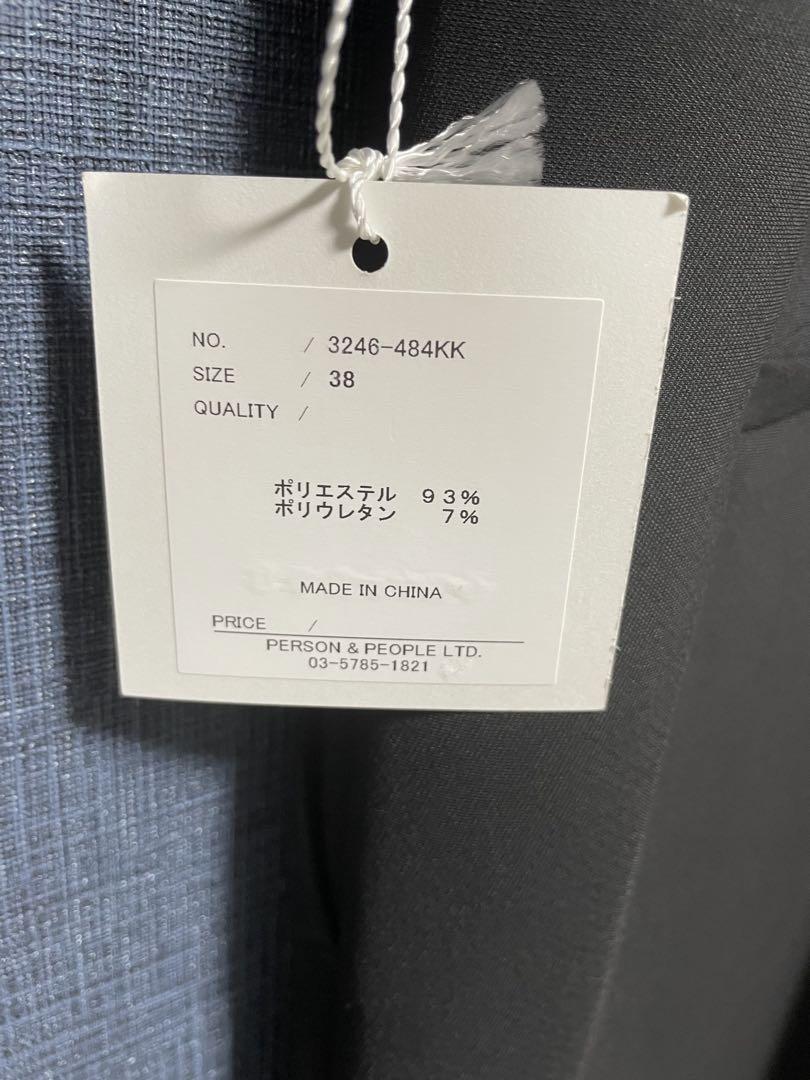 NO. / 3246-484KK
SIZE / 38
QUALITY /
ポリエステル 93%
ポリウレタン 7%
MADE IN CHINA
PRICE /
PERSON & PEOPLE LTD.
03-5785-1821